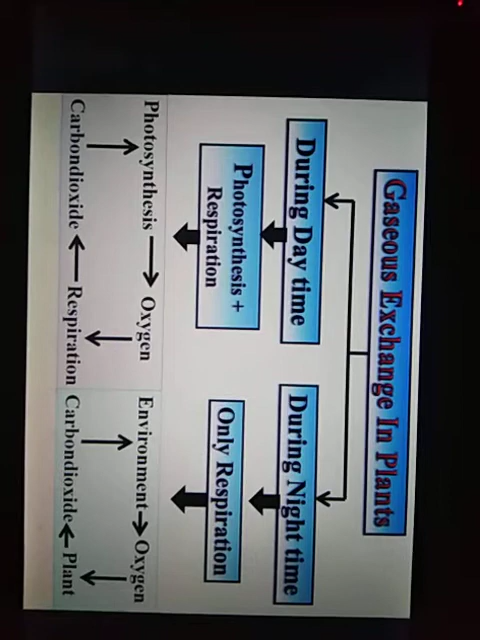 Gaseous Exchange In Plants
During Day time
During Night time
Photosynthesis +
Respiration
Only Respiration
Photosynthesis → Oxygen
Carbondioxide ← Respiration
Environment → Oxygen
Carbondioxide ← Plant